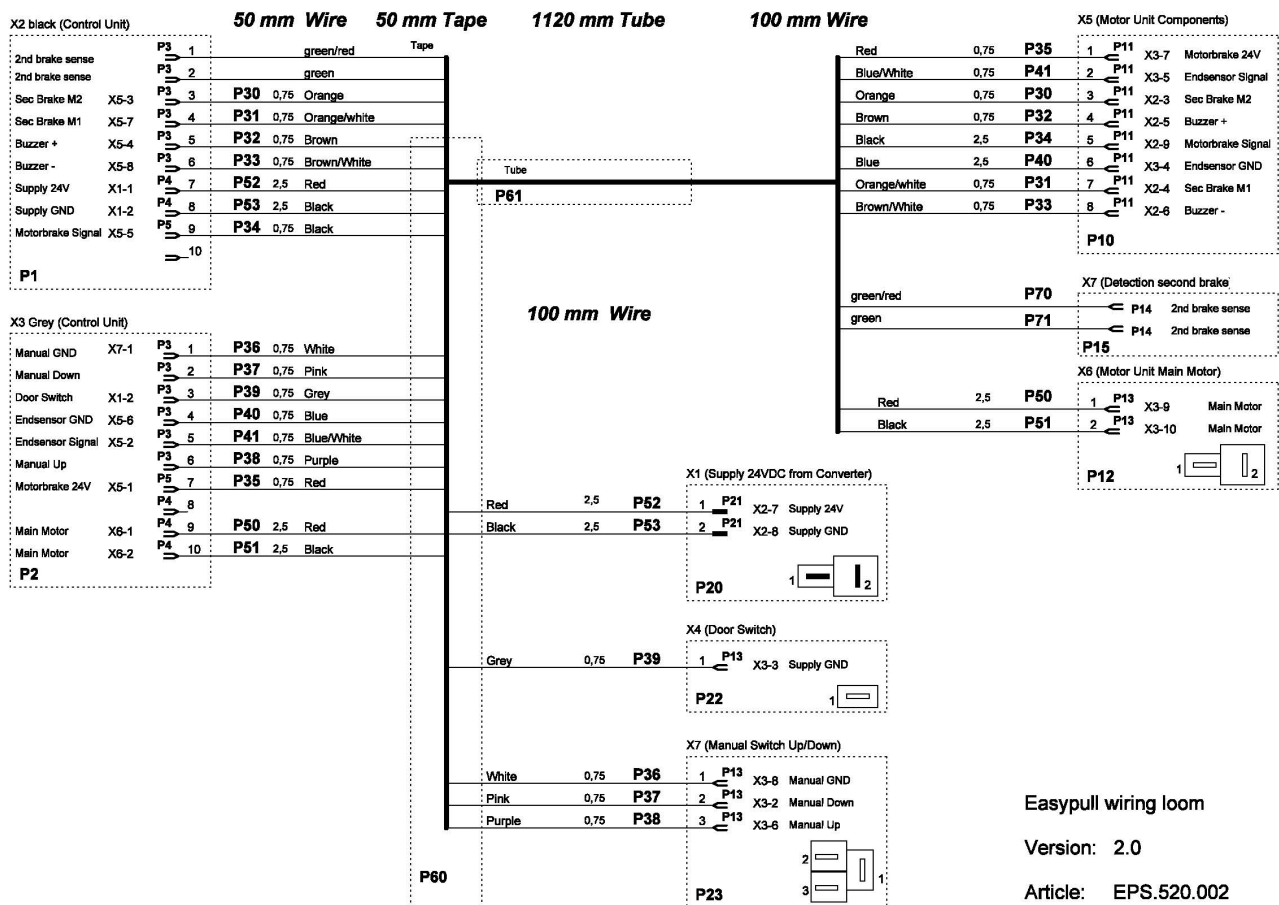 50 mm Wire 50 mm Tape 1120 mm Tube 100 mm Wire
X2 black (Control Unit)
2nd brake sense P3 1 green/red
2nd brake sense P3 2 green
Sec Brake M2 X5-3 P3 3 P30 0,75 Orange
Sec Brake M1 X5-7 P3 4 P31 0,75 Orange/white
Buzzer + X5-4 P3 5 P32 0,75 Brown
Buzzer - X5-8 P3 6 P33 0,75 Brown/White
Supply 24V X1-1 P4 7 P52 2,5 Red
Supply GND X1-2 P4 8 P53 2,5 Black
Motorbrake Signal X5-5 P5 9 P34 0,75 Black
10
P1
Tape
Tube
P61
X5 (Motor Unit Components)
Red 0,75 P35 1 P11 X3-7 Motorbrake 24V
Blue/White 0,75 P41 2 P11 X3-5 Endsensor Signal
Orange 0,75 P30 3 P11 X2-3 Sec Brake M2
Brown 0,75 P32 4 P11 X2-5 Buzzer +
Black 2.5 P34 5 P11 X2-9 Motorbrake Signal
Blue 2.5 P40 6 P11 X3-4 Endsensor GND
Orange/white 0,75 P31 7 P11 X2-4 Sec Brake M1
Brown/White 0,75 P33 8 P11 X2-6 Buzzer -
P10
X7 (Detection second brake)
green/red P70 P14 2nd brake sense
green P71 P14 2nd brake sense
P15
100 mm Wire
X3 Grey (Control Unit)
Manual GND X7-1 P3 1 P36 0,75 White
Manual Down P3 2 P37 0,75 Pink
Door Switch X1-2 P3 3 P39 0,75 Grey
Endsensor GND X5-6 P3 4 P40 0,75 Blue
Endsensor Signal X5-2 P3 5 P41 0,75 Blue/White
Manual Up P3 6 P38 0,75 Purple
Motorbrake 24V X5-1 P5 7 P35 0,75 Red
P4 8
Main Motor X6-1 P4 9 P50 2.5 Red
Main Motor X6-2 P4 10 P51 2.5 Black
P2
X6 (Motor Unit Main Motor)
Red 2,5 P50 1 P13 X3-9 Main Motor
Black 2,5 P51 2 P13 X3-10 Main Motor
1 2
P12
X1 (Supply 24VDC from Converter)
Red 2,5 P52 1 P21 X2-7 Supply 24V
Black 2,5 P53 2 P21 X2-8 Supply GND
1 2
P20
X4 (Door Switch)
Grey 0,75 P39 1 P13 X3-3 Supply GND
P22 1
X7 (Manual Switch Up/Down)
White 0,75 P36 1 P13 X3-8 Manual GND
Pink 0,75 P37 2 P13 X3-2 Manual Down
Purple 0,75 P38 3 P13 X3-6 Manual Up
2
1
3
P60
P23
Easypull wiring loom
Version: 2.0
Article: EPS.520.002